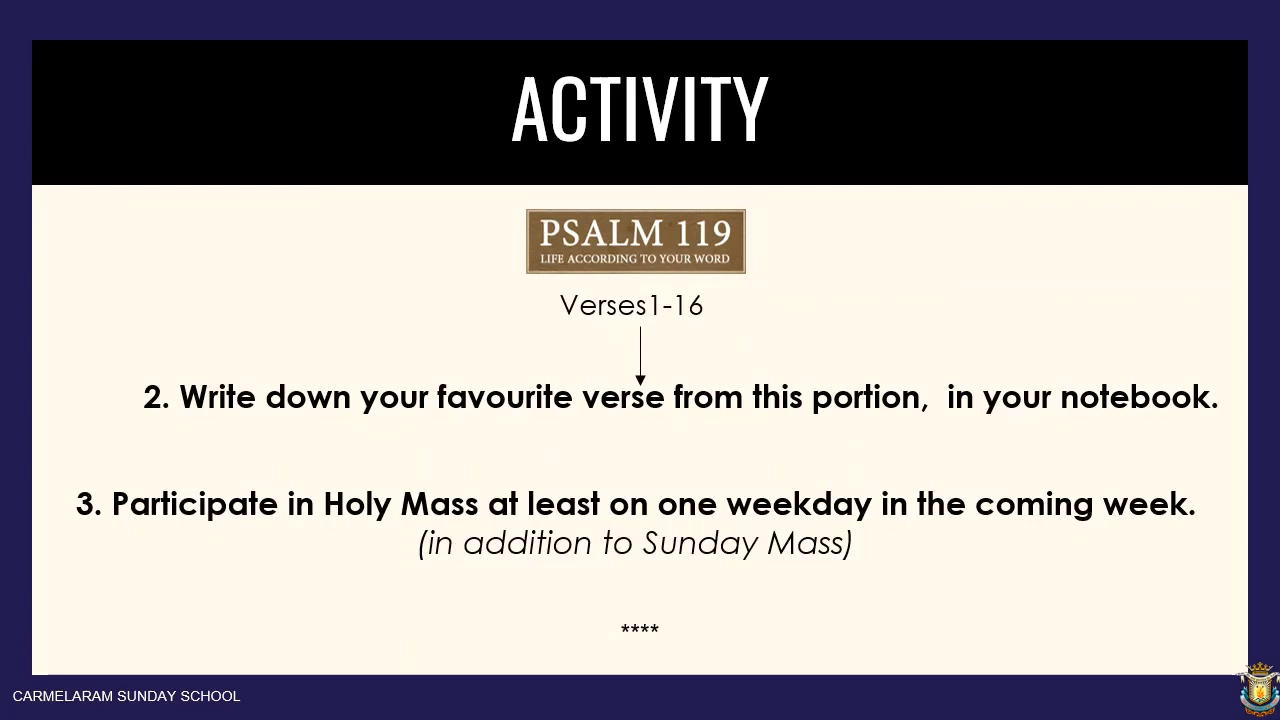 ACTIVITY
PSALM 119
LIFE ACCORDING TO YOUR WORD
Verses1-16
2. Write down your favourite verse from this portion,  in your notebook.
3. Participate in Holy Mass at least on one weekday in the coming week.
(in addition to Sunday Mass)
****
CARMELARAM SUNDAY SCHOOL